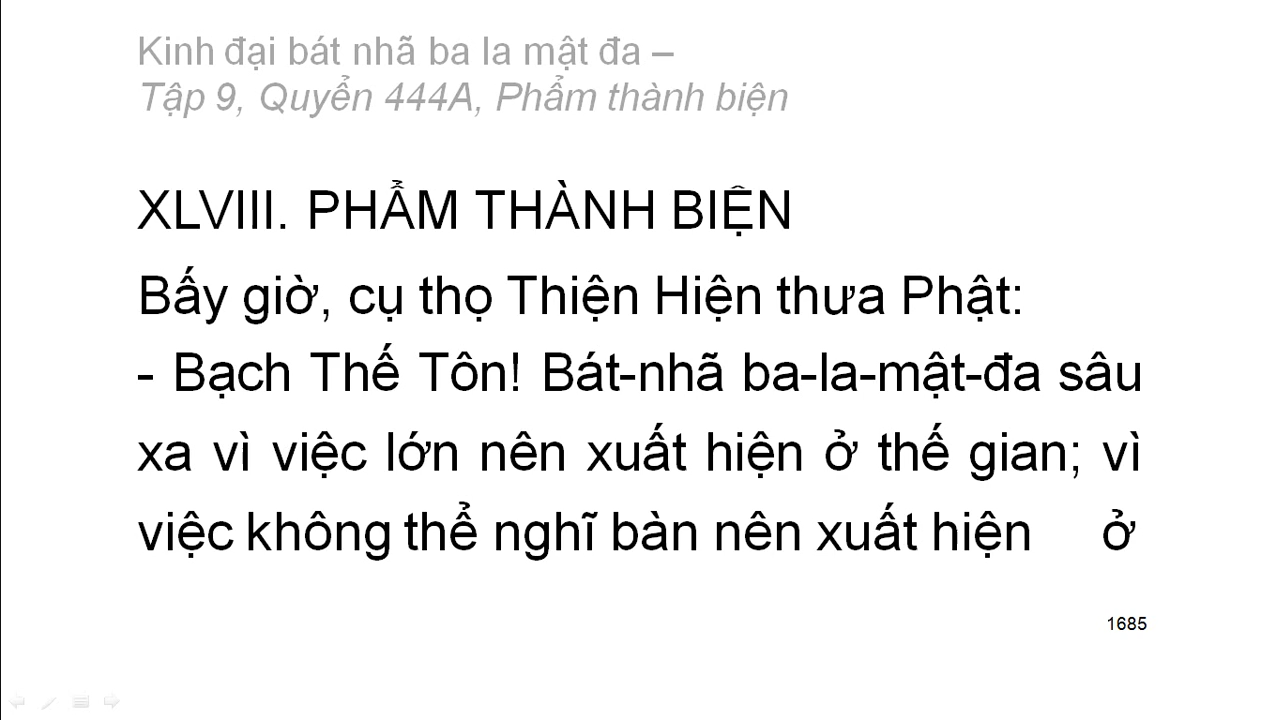 Kinh đại bát nhã ba la mật đa –
Tập 9, Quyển 444A, Phẩm thành biện
XLVIII. PHẨM THÀNH BIỆN
Bấy giờ, cụ thọ Thiện Hiện thưa Phật:
- Bạch Thế Tôn! Bát-nhã ba-la-mật-đa sâu
xa vì việc lớn nên xuất hiện ở thế gian; vì
việc không thể nghĩ bàn nên xuất hiện ở
1685